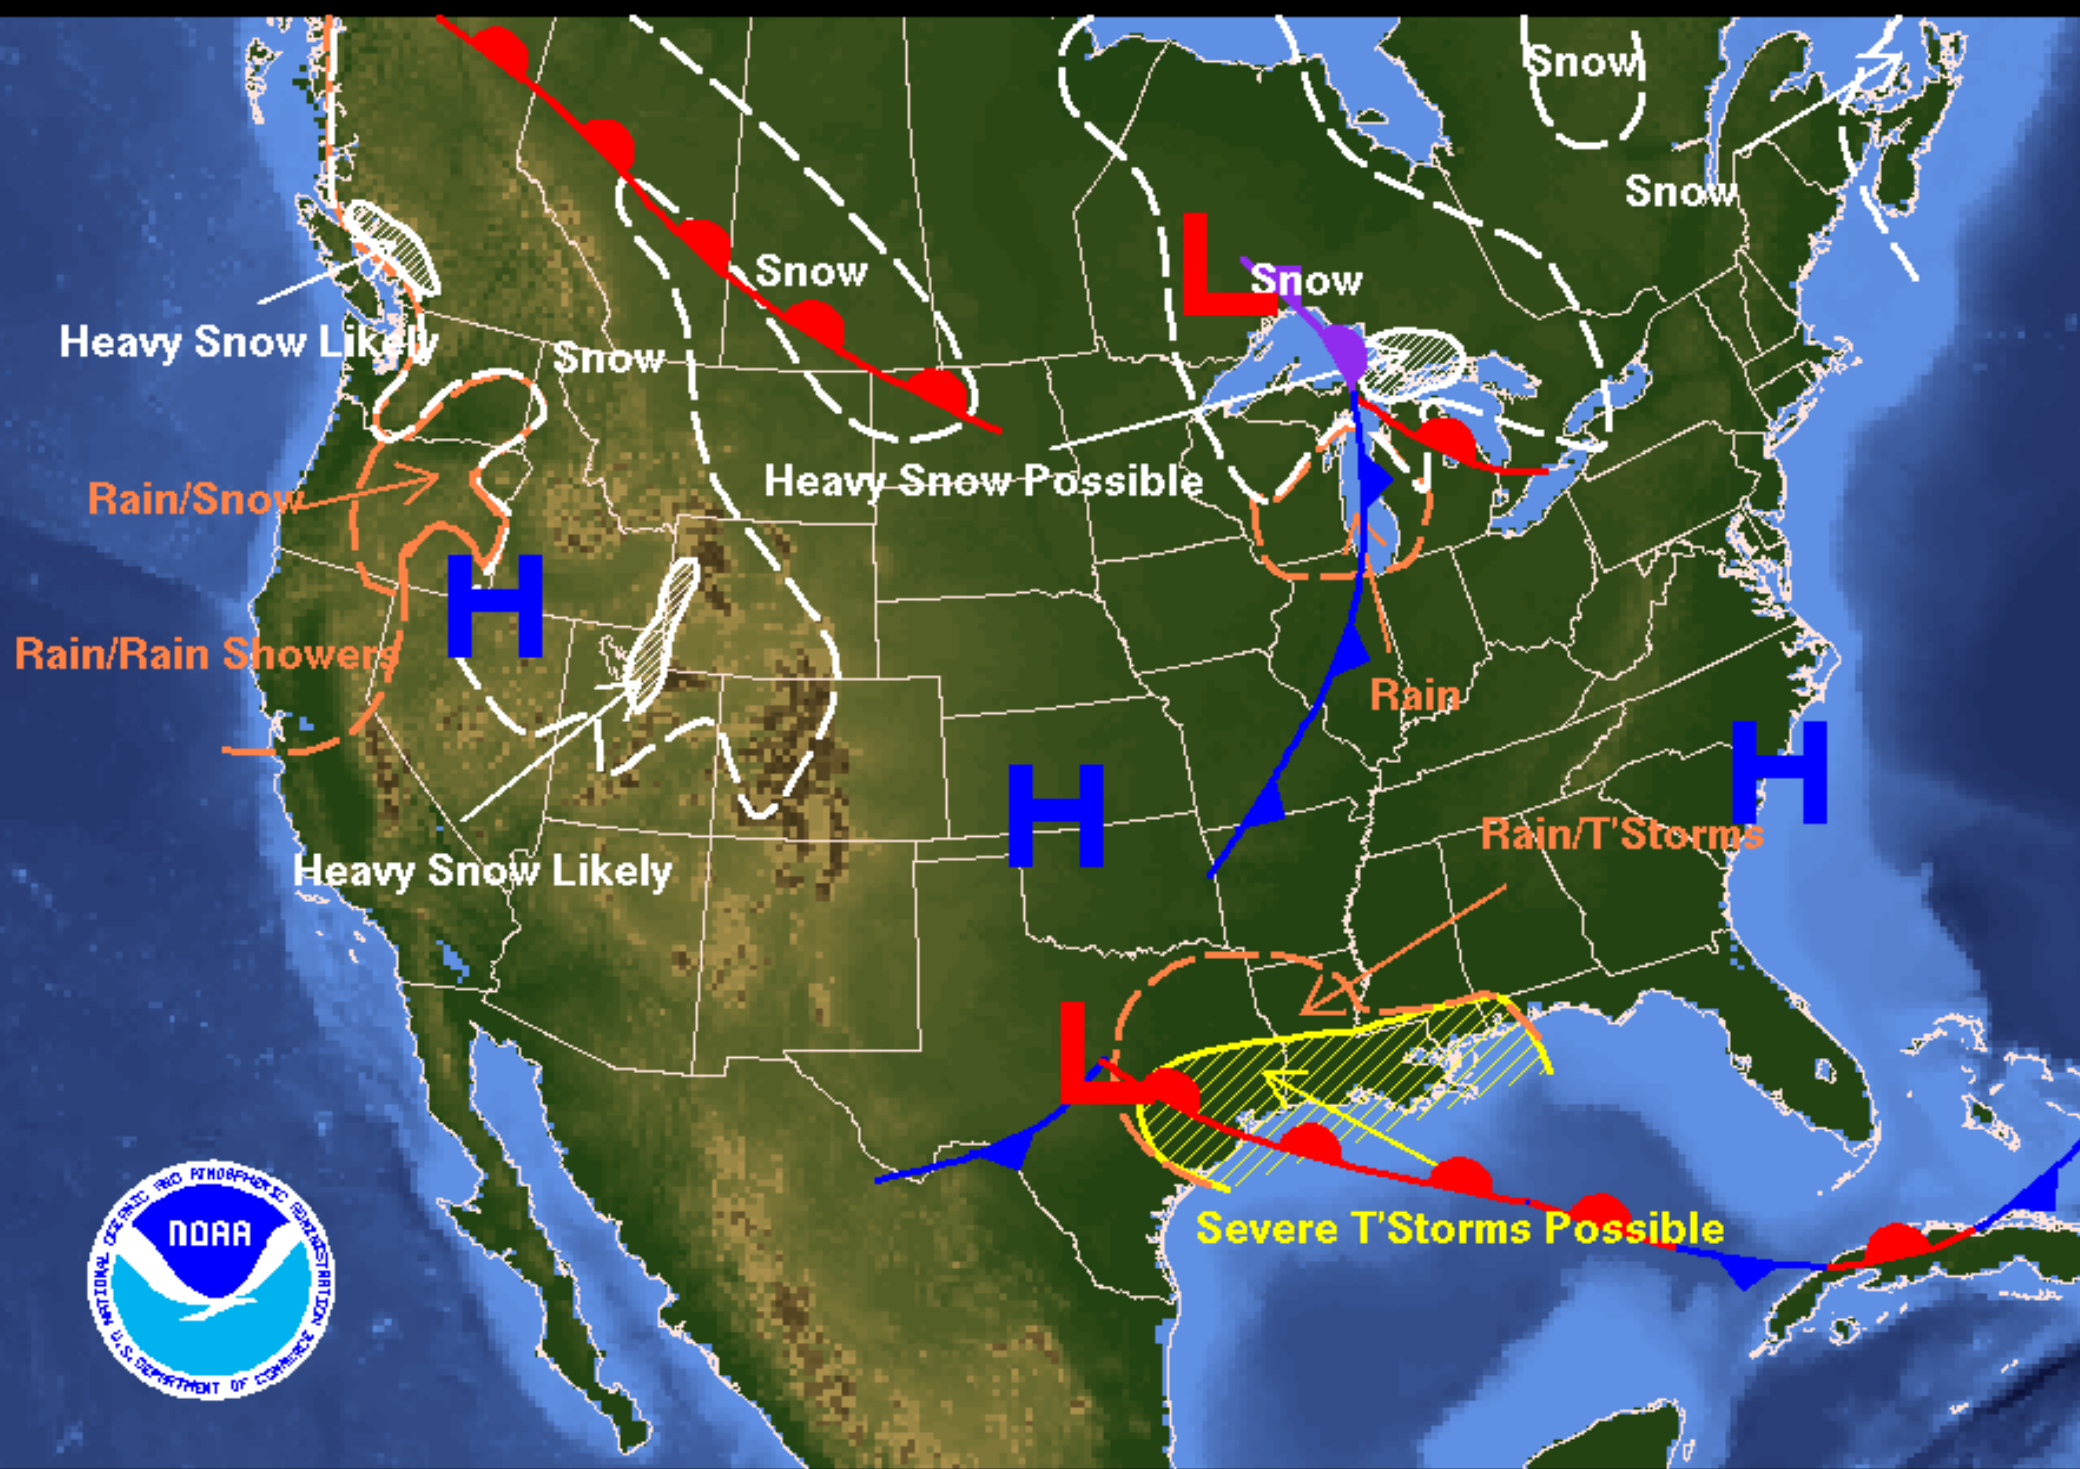 Snow
Snow
Snow
Snow
Heavy Snow Likely
Snow
Heavy Snow Possible
Rain/Snow
H
Rain/Rain Showers
L
Rain
H
H
Rain/T'Storms
Heavy Snow Likely
L
Severe T'Storms Possible
NATIONAL OCEANIC AND ATMOSPHERIC ADMINISTRATION
NOAA
U.S. DEPARTMENT OF COMMERCE